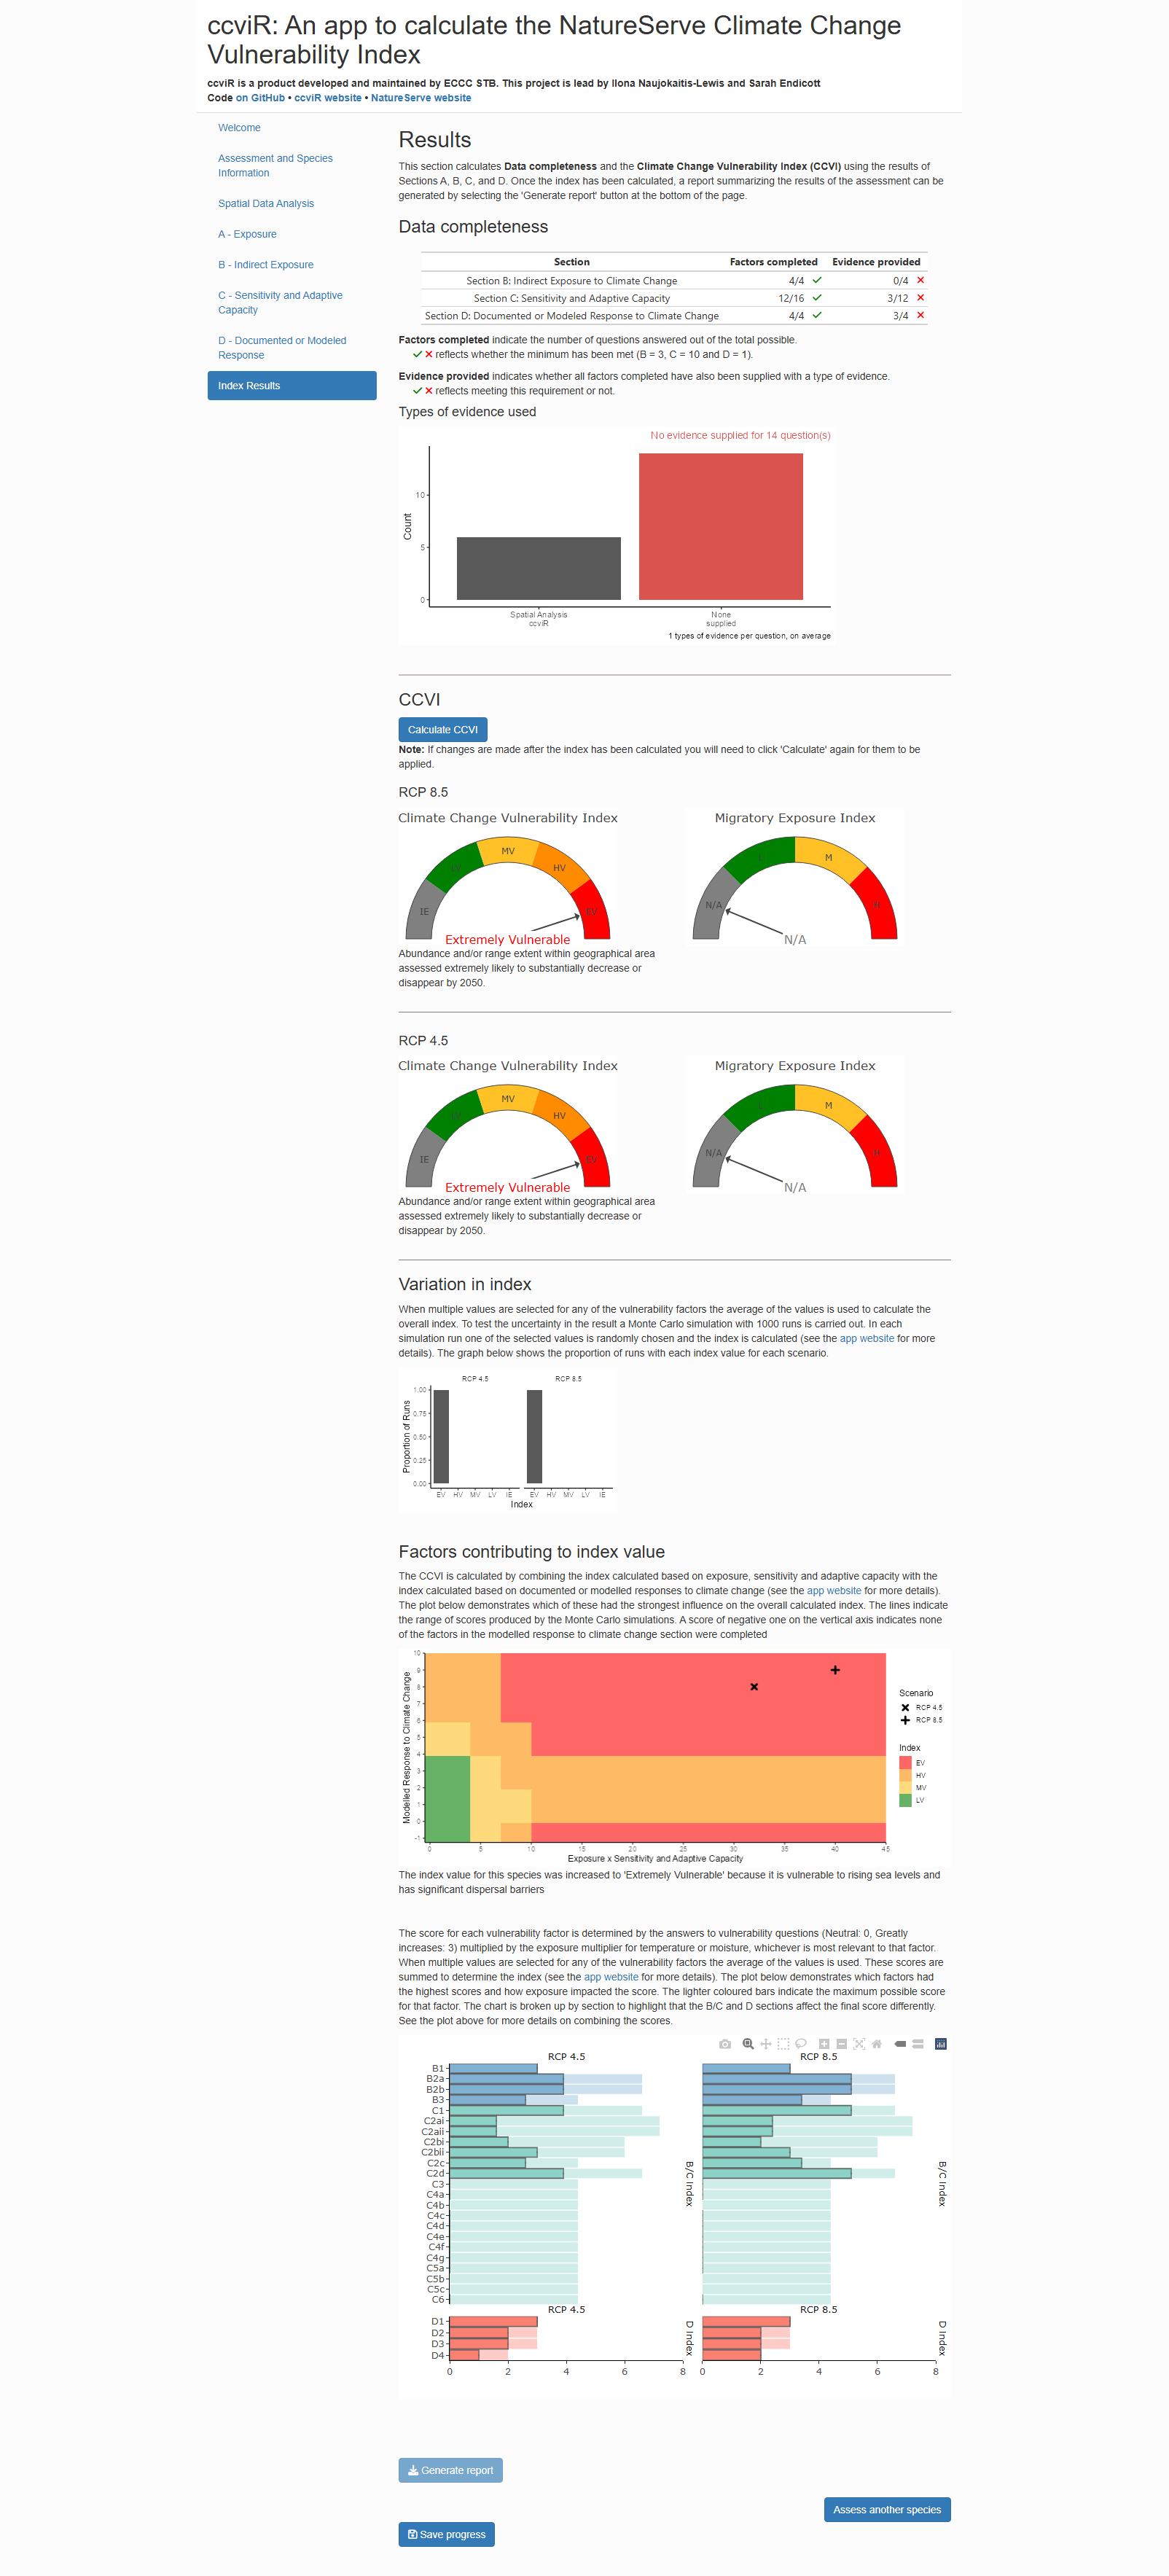 ccviR: An app to calculate the NatureServe Climate Change
Vulnerability Index
ccviR is a product developed and maintained by ECCC STB. This project is lead by Ilona Naujokaitis-Lewis and Sarah Endicott
Code on GitHub • ccviR website • NatureServe website
Welcome
Assessment and Species
Information
Spatial Data Analysis
A - Exposure
B - Indirect Exposure
C - Sensitivity and Adaptive
Capacity
D - Documented or Modeled
Response
Index Results
Results
This section calculates Data completeness and the Climate Change Vulnerability Index (CCVI) using the results of
Sections A, B, C, and D. Once the index has been calculated, a report summarizing the results of the assessment can be
generated by selecting the 'Generate report' button at the bottom of the page.
Data completeness
Section Factors completed Evidence provided
Section B: Indirect Exposure to Climate Change 4/4 ✓ 0/4 ✕
Section C: Sensitivity and Adaptive Capacity 12/16 ✓ 3/12 ✕
Section D: Documented or Modeled Response to Climate Change 4/4 ✓ 3/4 ✕
Factors completed indicate the number of questions answered out of the total possible.
✓ ✕ reflects whether the minimum has been met (B = 3, C = 10 and D = 1).
Evidence provided indicates whether all factors completed have also been supplied with a type of evidence.
✓ ✕ reflects meeting this requirement or not.
Types of evidence used
No evidence supplied for 14 question(s)
Count
10
5
0
Spatial Analysis
ccviR
None
supplied
1 types of evidence per question, on average
CCVI
Calculate CCVI
Note: If changes are made after the index has been calculated you will need to click 'Calculate' again for them to be
applied.
RCP 8.5
Climate Change Vulnerability Index
IE
MV
HV
EV
Extremely Vulnerable
Migratory Exposure Index
N/A
M
H
N/A
Abundance and/or range extent within geographical area
assessed extremely likely to substantially decrease or
disappear by 2050.
RCP 4.5
Climate Change Vulnerability Index
IE
MV
HV
EV
Extremely Vulnerable
Migratory Exposure Index
N/A
M
H
N/A
Abundance and/or range extent within geographical area
assessed extremely likely to substantially decrease or
disappear by 2050.
Variation in index
When multiple values are selected for any of the vulnerability factors the average of the values is used to calculate the
overall index. To test the uncertainty in the result a Monte Carlo simulation with 1000 runs is carried out. In each
simulation run one of the selected values is randomly chosen and the index is calculated (see the app website for more
details). The graph below shows the proportion of runs with each index value for each scenario.
RCP 4.5 RCP 8.5
Proportion of Runs
1.00
0.75
0.50
0.25
0.00
EV HV MV LV IE EV HV MV LV IE
Index
Factors contributing to index value
The CCVI is calculated by combining the index calculated based on exposure, sensitivity and adaptive capacity with the
index calculated based on documented or modelled responses to climate change (see the app website for more details).
The plot below demonstrates which of these had the strongest influence on the overall calculated index. The lines indicate
the range of scores produced by the Monte Carlo simulations. A score of negative one on the vertical axis indicates none
of the factors in the modelled response to climate change section were completed
Modelled Response to Climate Change
10
9
8
7
6
5
4
3
2
1
0
-1
0 5 10 15 20 25 30 35 40 45
Exposure x Sensitivity and Adaptive Capacity
Scenario
RCP 4.5
RCP 8.5
Index
EV
HV
MV
LV
The index value for this species was increased to 'Extremely Vulnerable' because it is vulnerable to rising sea levels and
has significant dispersal barriers
The score for each vulnerability factor is determined by the answers to vulnerability questions (Neutral: 0, Greatly
increases: 3) multiplied by the exposure multiplier for temperature or moisture, whichever is most relevant to that factor.
When multiple values are selected for any of the vulnerability factors the average of the values is used. These scores are
summed to determine the index (see the app website for more details). The plot below demonstrates which factors had
the highest scores and how exposure impacted the score. The lighter coloured bars indicate the maximum possible score
for that factor. The chart is broken up by section to highlight that the B/C and D sections affect the final score differently.
See the plot above for more details on combining the scores.
RCP 4.5 RCP 8.5
B1
B2a
B2b
B3
C1
C2ai
C2aii
C2bi
C2bii
C2c
C2d
C3
C4a
C4b
C4c
C4d
C4e
C4f
C4g
C5a
C5b
C5c
C6
B/C Index B/C Index
RCP 4.5 RCP 8.5
D1
D2
D3
D4
D Index D Index
0 2 4 6 8 0 2 4 6 8
Generate report
Assess another species
Save progress